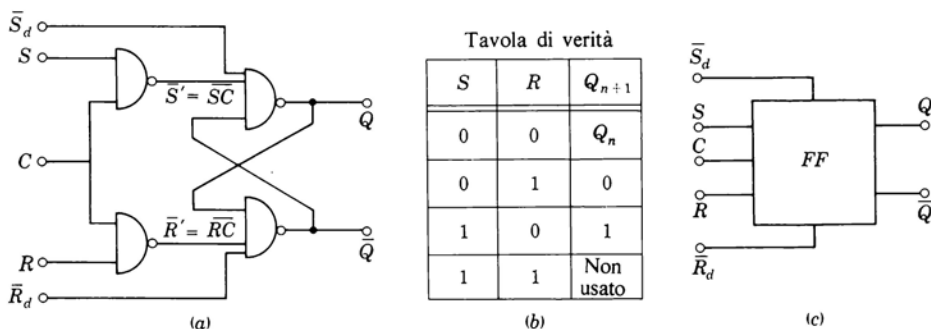 S̄d
S
C
R
R̄d
S̄′ = S̄C̄
R̄′ = R̄C̄
Q
Q̄
(a)
Tavola di verità
S R Qn+1
0 0 Qn
0 1 0
1 0 1
1 1 Non usato
(b)
S̄d
S
C
R
R̄d
FF
Q
Q̄
(c)